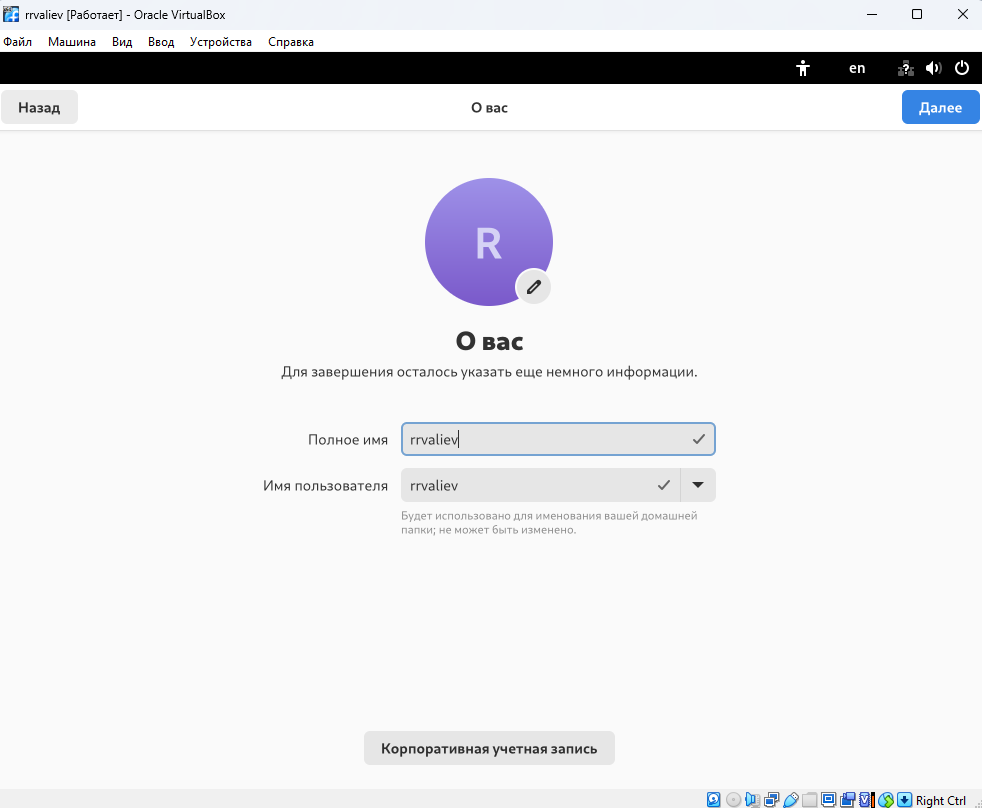 rrvaliev [Работает] - Oracle VirtualBox
Файл Машина Вид Ввод Устройства Справка
en
Назад О вас Далее
R
О вас
Для завершения осталось указать еще немного информации.
Полное имя rrvaliev
Имя пользователя rrvaliev
Будет использовано для именования вашей домашней
папки; не может быть изменено.
Корпоративная учетная запись
Right Ctrl